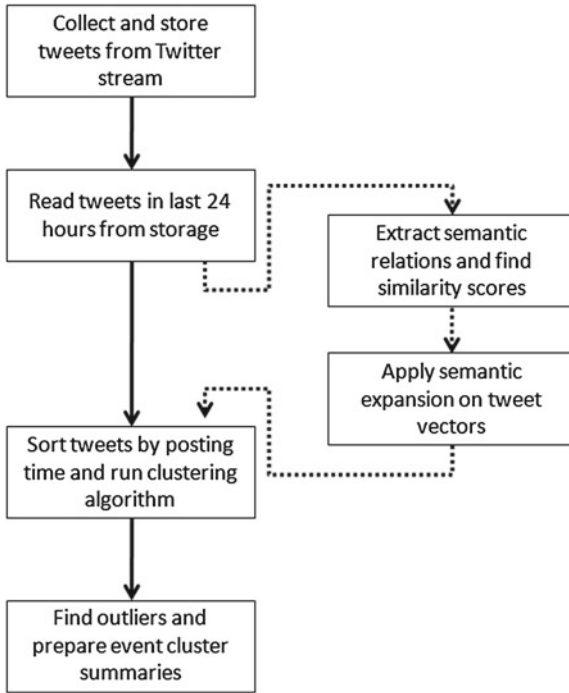 Collect and store
tweets from Twitter
stream
Read tweets in last 24
hours from storage
Extract semantic
relations and find
similarity scores
Apply semantic
expansion on tweet
vectors
Sort tweets by posting
time and run clustering
algorithm
Find outliers and
prepare event cluster
summaries